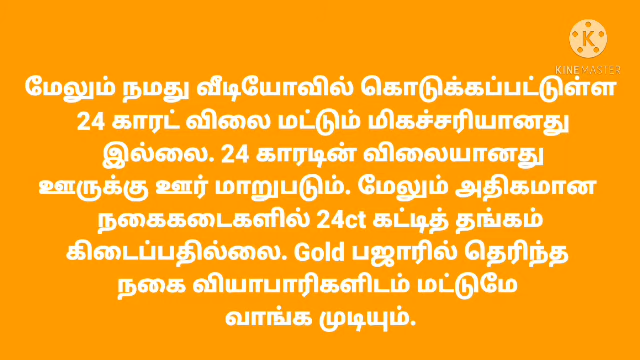 KINEMASTER
மேலும் நமது வீடியோவில் கொடுக்கப்பட்டுள்ள
24 காரட் விலை மட்டும் மிகச்சரியானது
இல்லை. 24 காரடின் விலையானது
ஊருக்கு ஊர் மாறுபடும். மேலும் அதிகமான
நகைகடைகளில் 24ct கட்டித் தங்கம்
கிடைப்பதில்லை. Gold பஜாரில் தெரிந்த
நகை வியாபாரிகளிடம் மட்டுமே
வாங்க முடியும்.